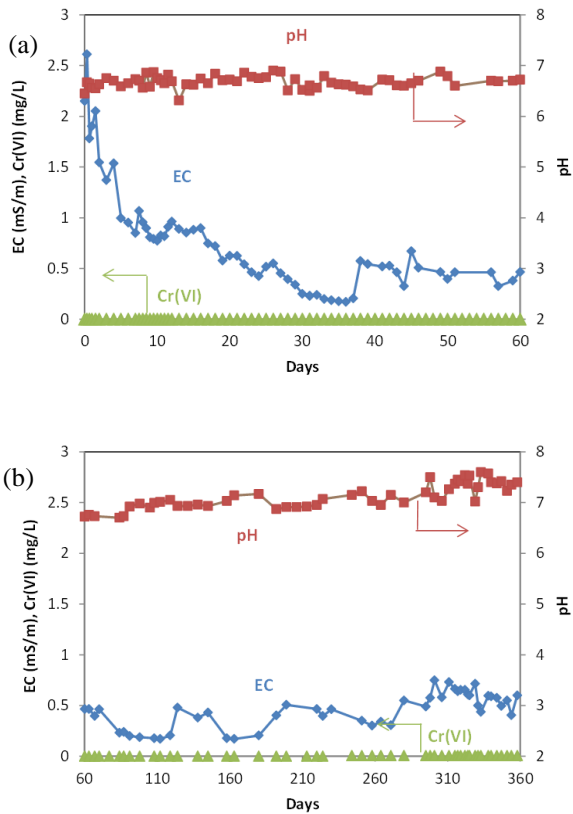 (a)
3
2.5
2
1.5
1
0.5
0
EC (mS/m), Cr(VI) (mg/L)
8
7
6
5
4
3
2
pH
pH
EC
Cr(VI)
0 10 20 30 40 50 60
Days
(b)
3
2.5
2
1.5
1
0.5
0
EC (mS/m), Cr(VI) (mg/L)
8
7
6
5
4
3
2
pH
pH
EC
Cr(VI)
60 110 160 210 260 310 360
Days